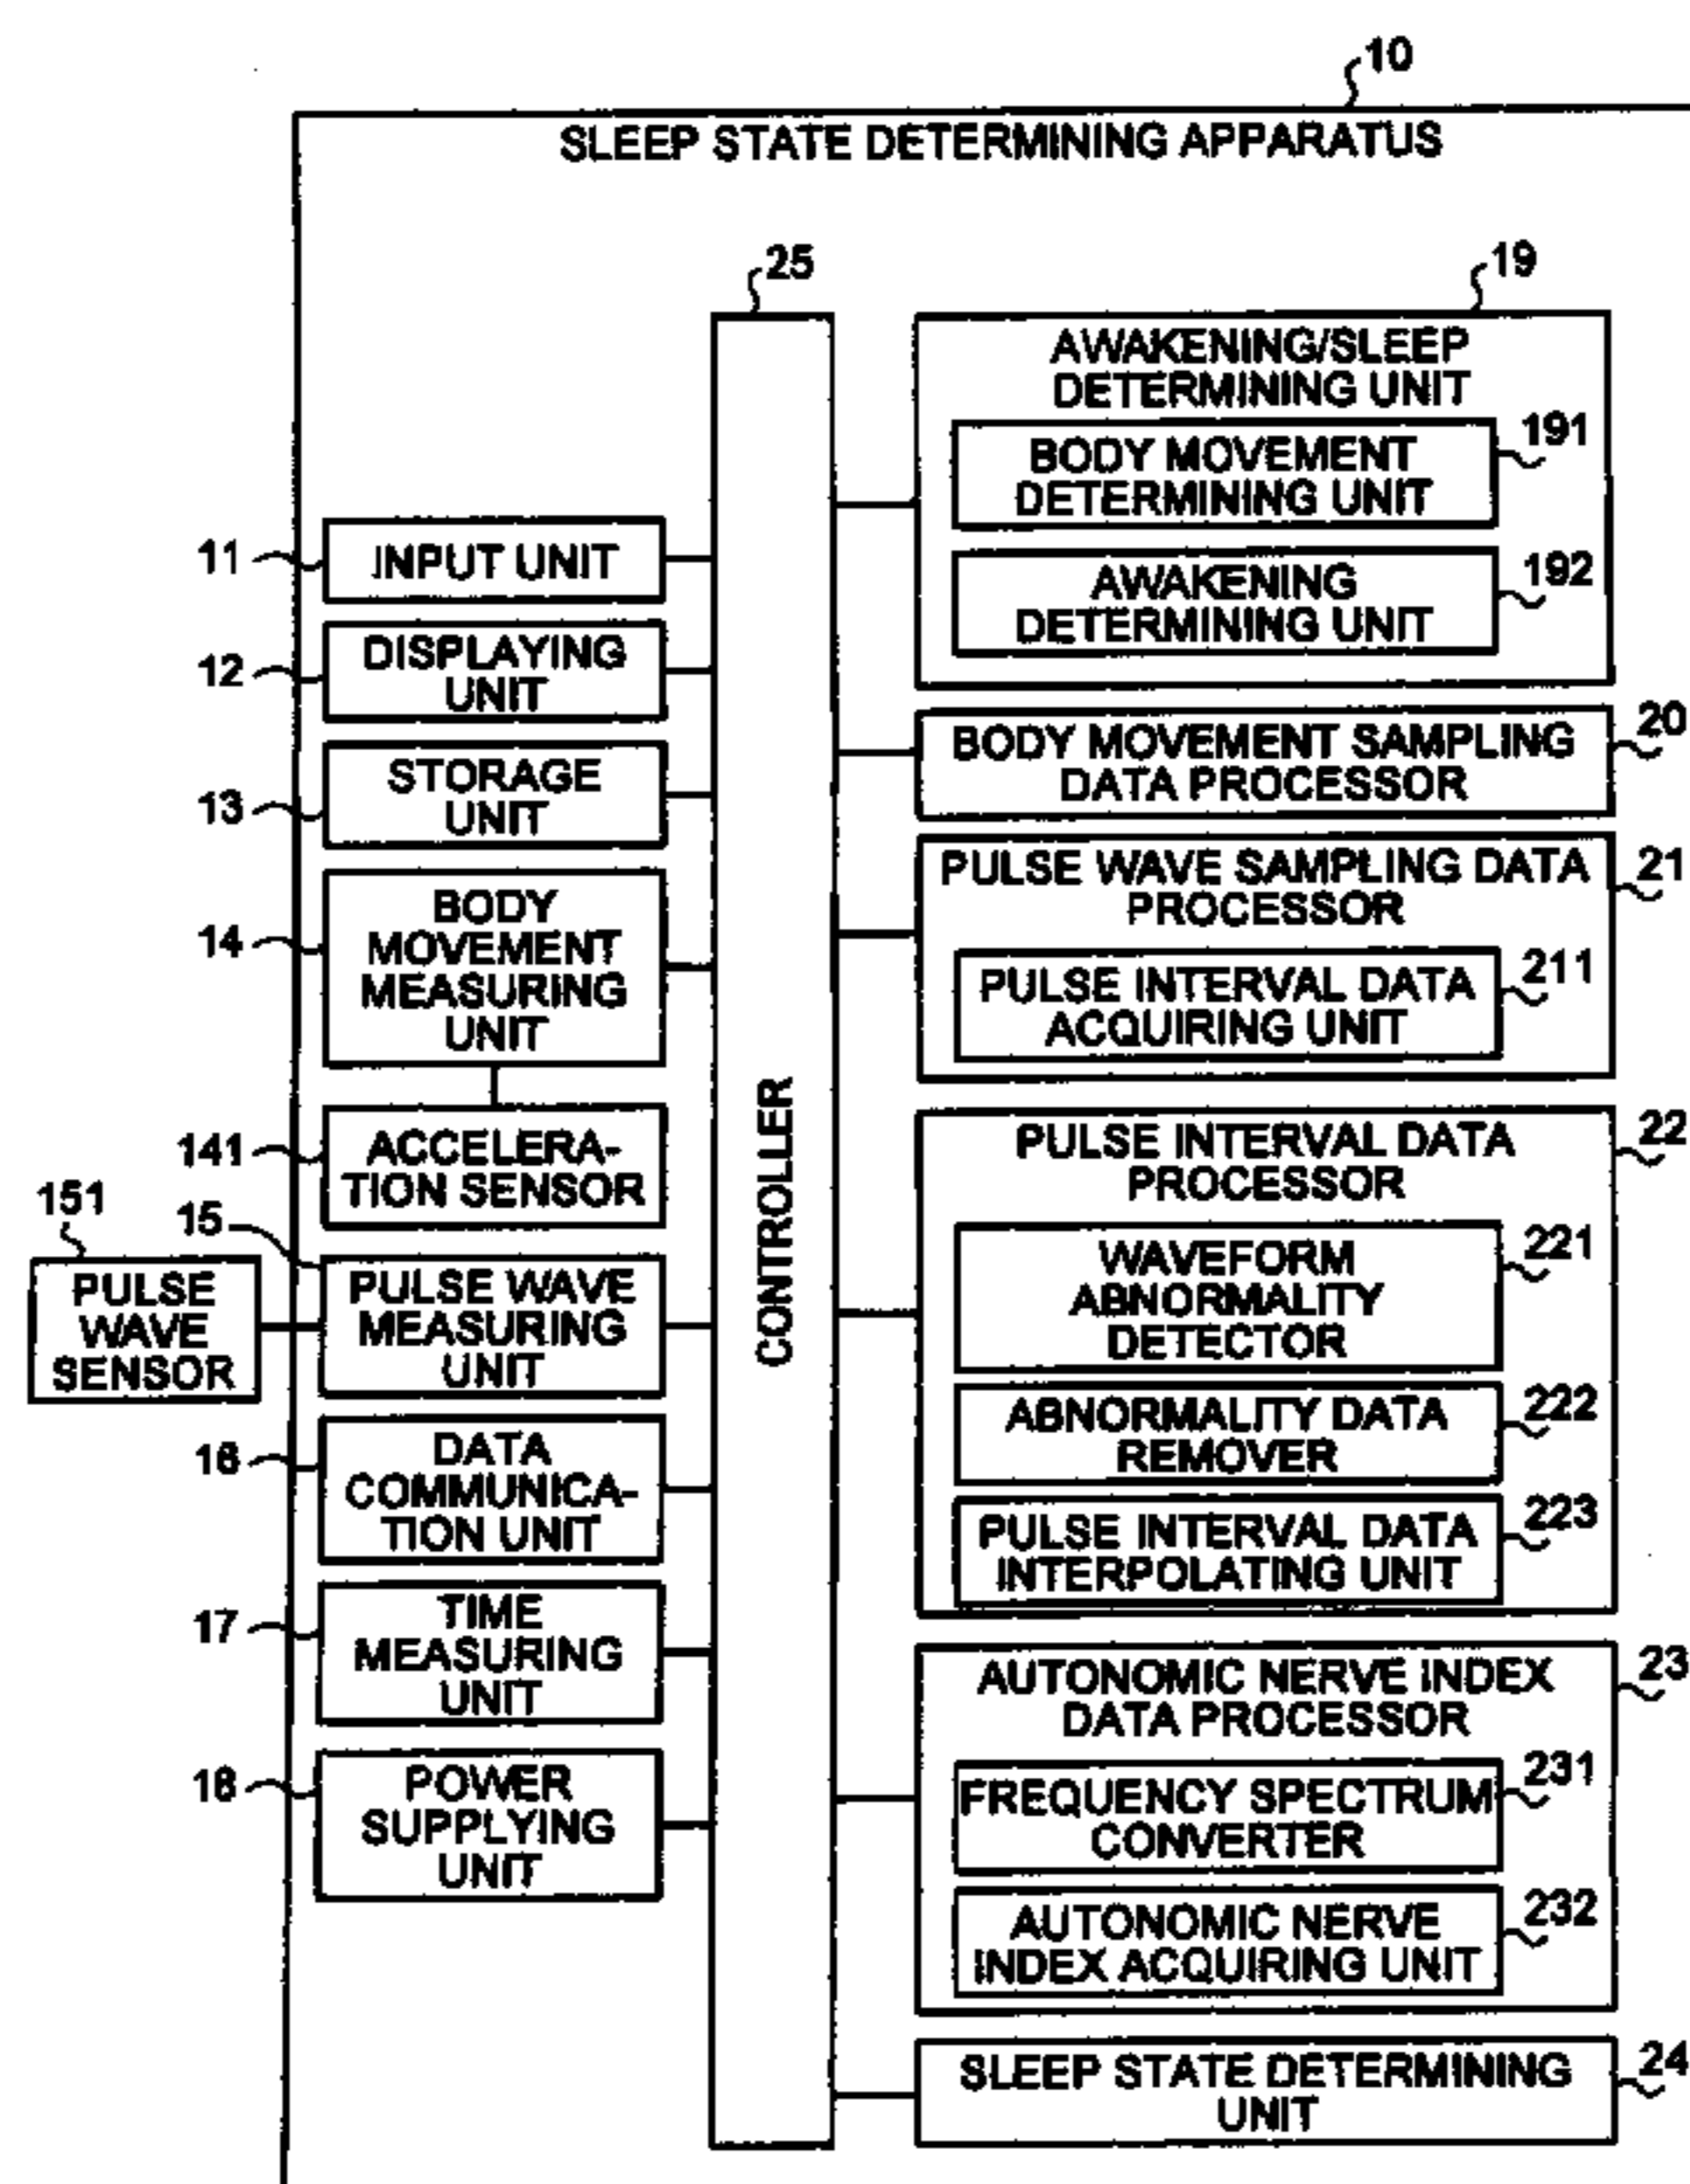 10
SLEEP STATE DETERMINING APPARATUS
25
19
AWAKENING/SLEEP
DETERMINING UNIT
191
BODY MOVEMENT
DETERMINING UNIT
192
AWAKENING
DETERMINING UNIT
11
INPUT UNIT
12
DISPLAYING
UNIT
13
STORAGE
UNIT
14
BODY
MOVEMENT
MEASURING
UNIT
141
ACCELERA-
TION SENSOR
151
PULSE
WAVE
SENSOR
15
PULSE WAVE
MEASURING
UNIT
16
DATA
COMMUNICA-
TION UNIT
17
TIME
MEASURING
UNIT
18
POWER
SUPPLYING
UNIT
CONTROLLER
20
BODY MOVEMENT SAMPLING
DATA PROCESSOR
21
PULSE WAVE SAMPLING DATA
PROCESSOR
211
PULSE INTERVAL DATA
ACQUIRING UNIT
22
PULSE INTERVAL DATA
PROCESSOR
221
WAVEFORM
ABNORMALITY
DETECTOR
222
ABNORMALITY DATA
REMOVER
223
PULSE INTERVAL DATA
INTERPOLATING UNIT
23
AUTONOMIC NERVE INDEX
DATA PROCESSOR
231
FREQUENCY SPECTRUM
CONVERTER
232
AUTONOMIC NERVE
INDEX ACQUIRING UNIT
24
SLEEP STATE DETERMINING
UNIT